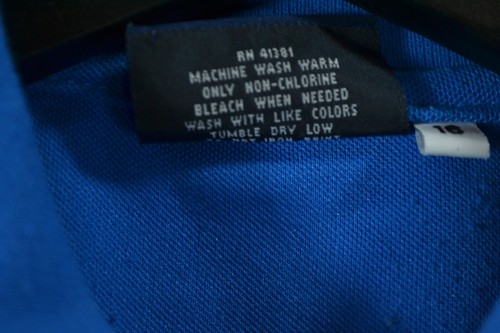 RN 41381
MACHINE WASH WARM
ONLY NON-CHLORINE
BLEACH WHEN NEEDED
WASH WITH LIKE COLORS
TUMBLE DRY LOW
16